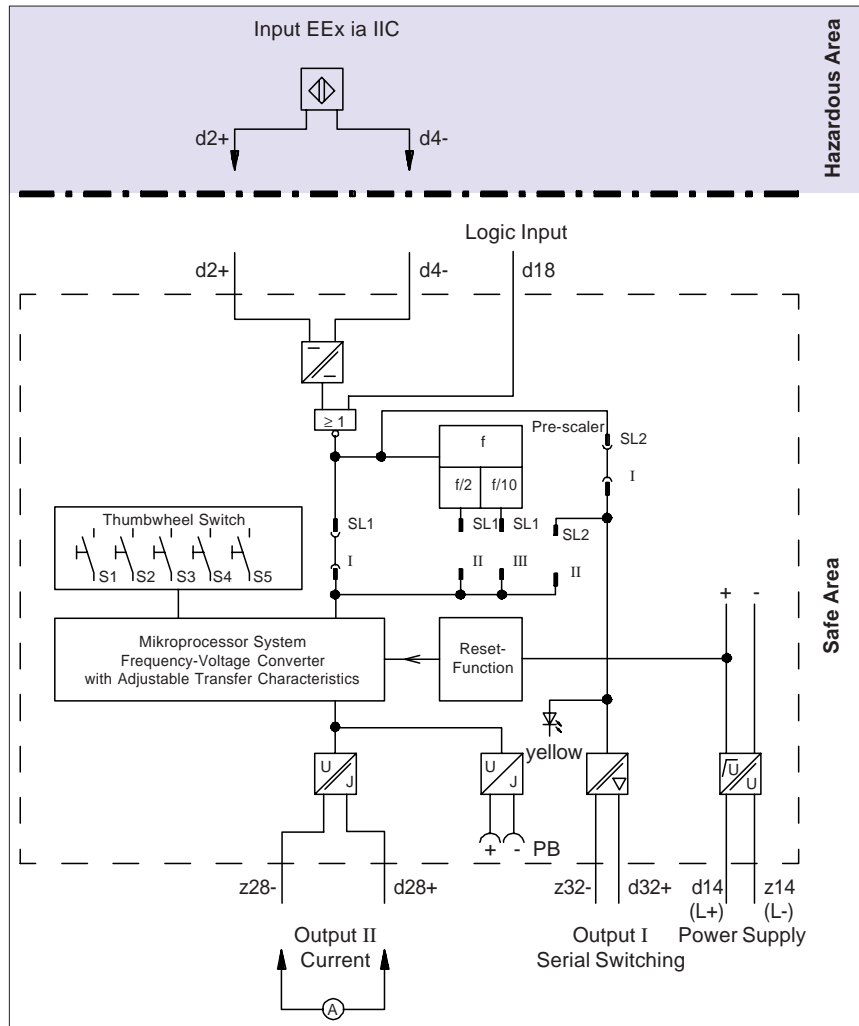 Input EEx ia IIC
Hazardous Area
d2+ d4-
Logic Input
d2+ d4- d18
≥ 1
Pre-scaler SL2
f
I
f/2 f/10
SL1 SL1 SL1 SL2
Thumbwheel Switch
S1 S2 S3 S4 S5
I II III II
+ -
Safe Area
Mikroprocessor System
Frequency-Voltage Converter
with Adjustable Transfer Characteristics
Reset-
Function
yellow
U J
U J
U U
+ - PB
z28- d28+ z32- d32+ d14 z14
(L+) (L-)
Output II Output I Power Supply
Current Serial Switching
A